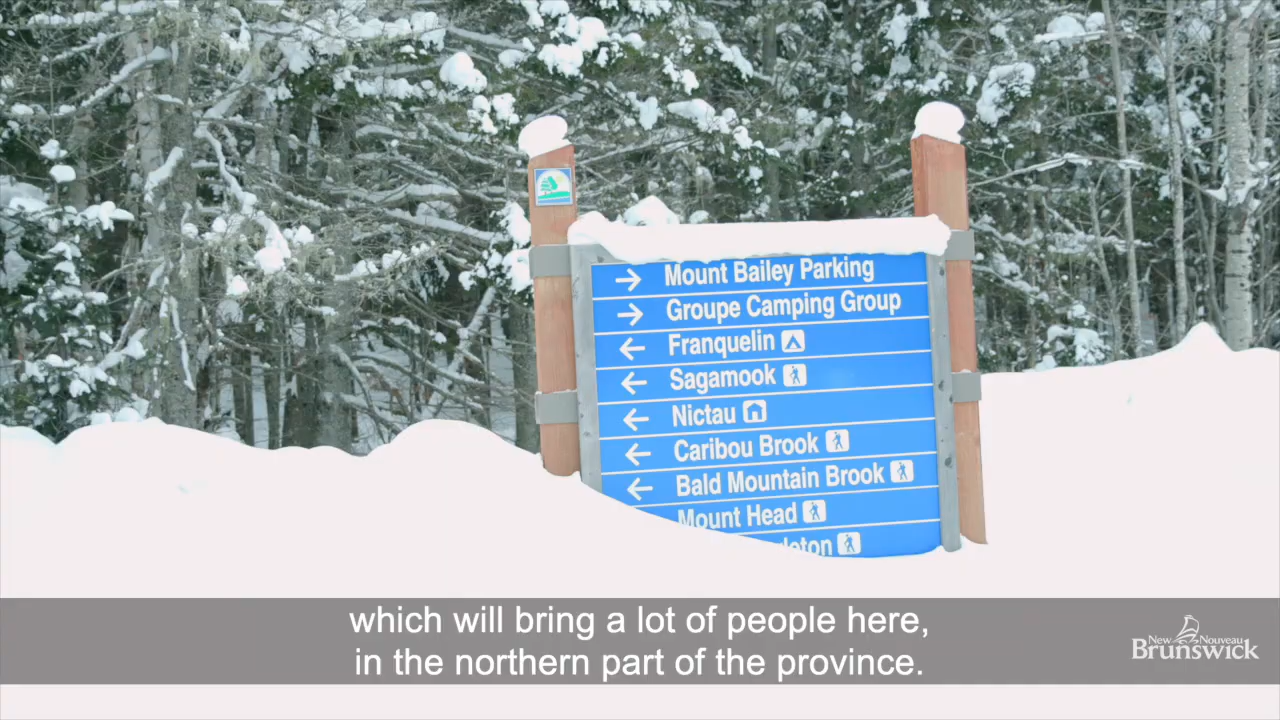 Mount Bailey Parking
Groupe Camping Group
Franquelin
Sagamook
Nictau
Caribou Brook
Bald Mountain Brook
Mount Head
which will bring a lot of people here,
in the northern part of the province.
New Nouveau
Brunswick